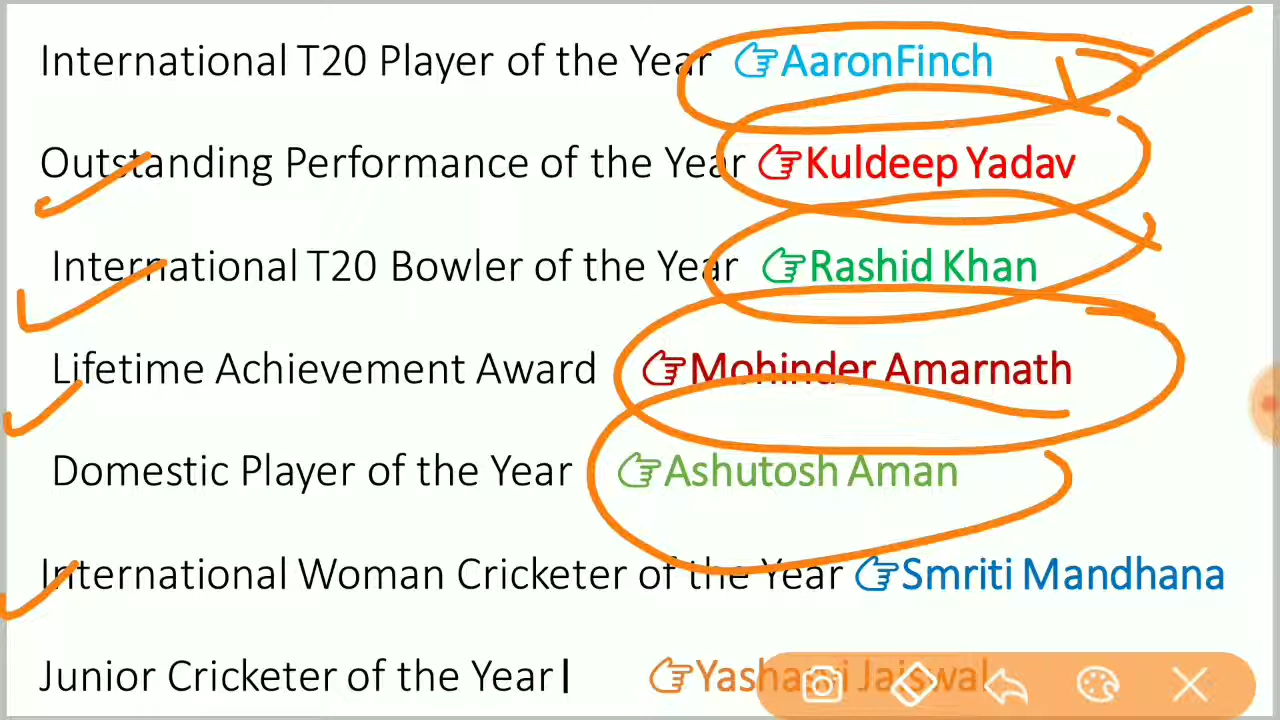 International T20 Player of the Year 👉AaronFinch
Outstanding Performance of the Year 👉Kuldeep Yadav
International T20 Bowler of the Year 👉Rashid Khan
Lifetime Achievement Award 👉Mohinder Amarnath
Domestic Player of the Year 👉Ashutosh Aman
International Woman Cricketer of the Year 👉Smriti Mandhana
Junior Cricketer of the Year 👉Yashasvi Jaiswal